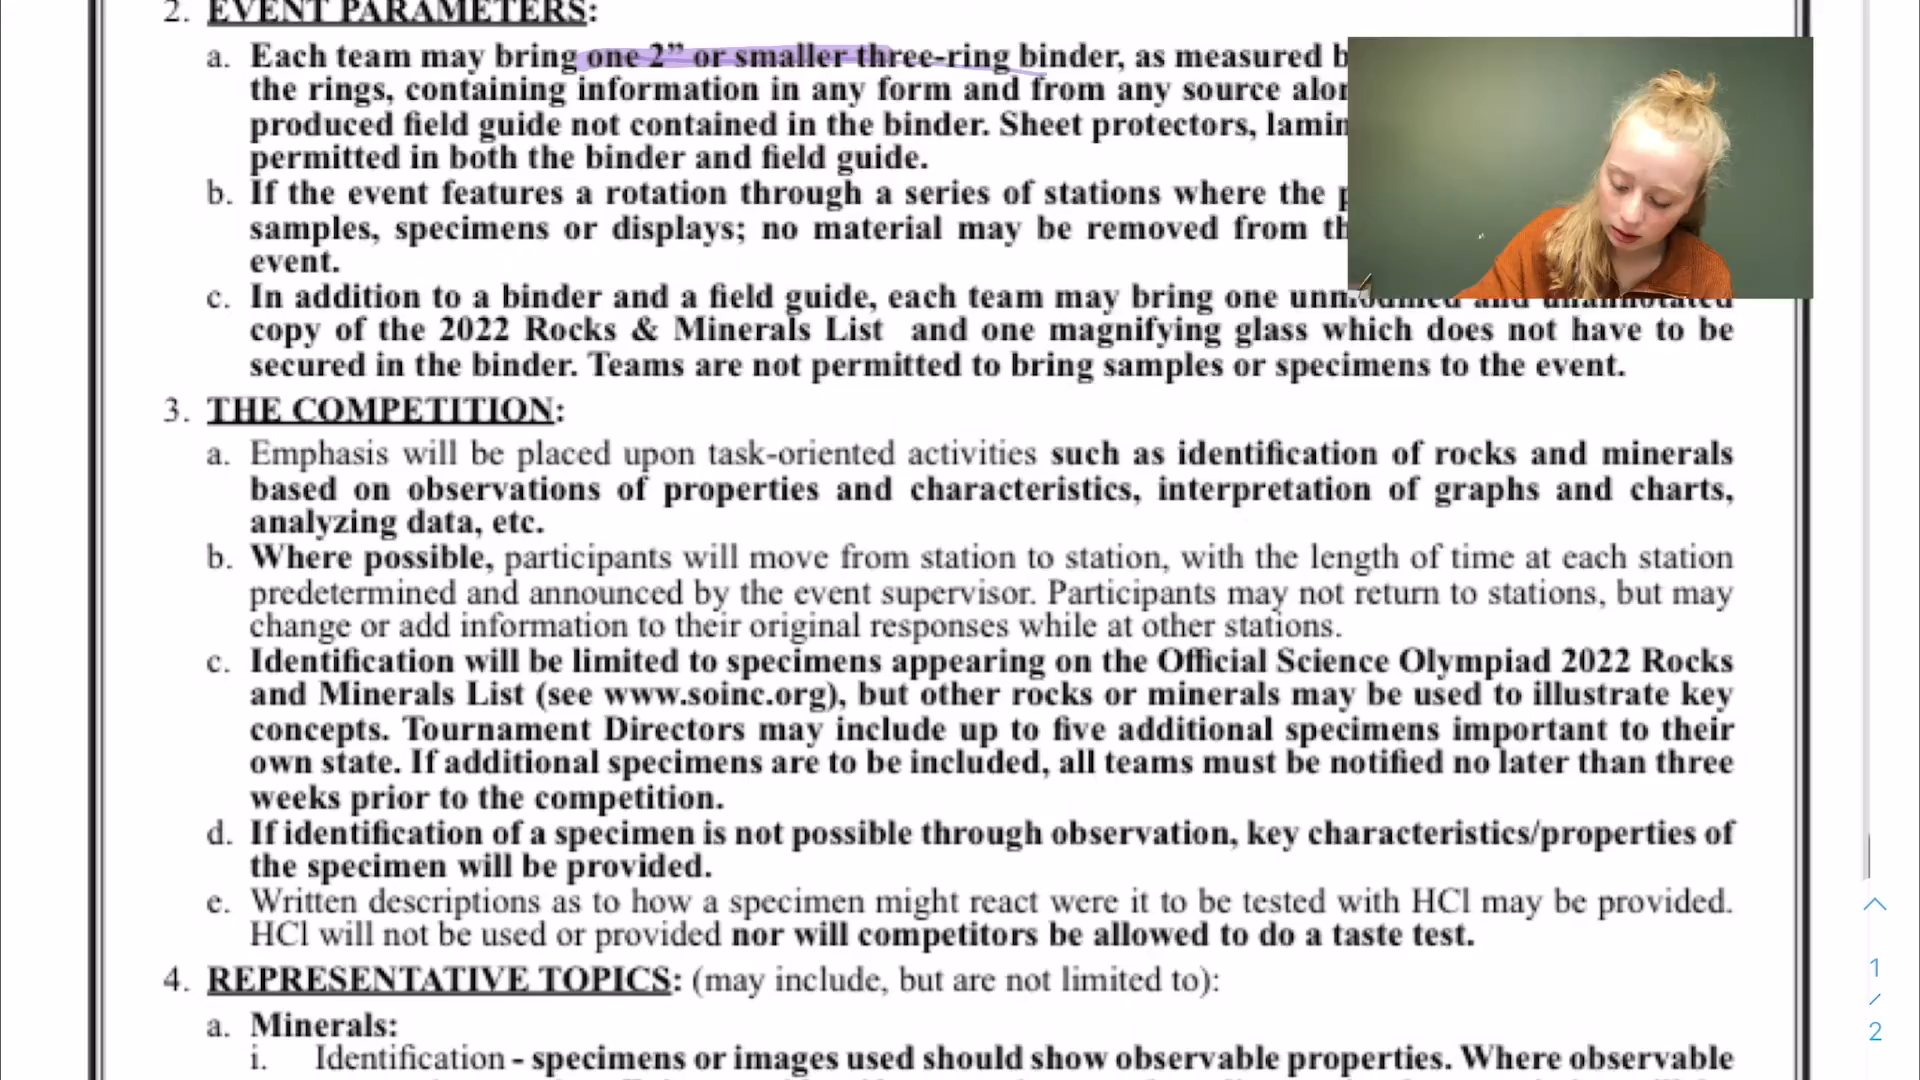 2. EVENT PARAMETERS:
a. Each team may bring one 2” or smaller three-ring binder, as measured
the rings, containing information in any form and from any source
produced field guide not contained in the binder. Sheet protectors,
permitted in both the binder and field guide.
b. If the event features a rotation through a series of stations where the
samples, specimens or displays; no material may be removed from
event.
c. In addition to a binder and a field guide, each team may bring one
copy of the 2022 Rocks & Minerals List and one magnifying glass which does not have to be
secured in the binder. Teams are not permitted to bring samples or specimens to the event.
3. THE COMPETITION:
a. Emphasis will be placed upon task-oriented activities such as identification of rocks and minerals
based on observations of properties and characteristics, interpretation of graphs and charts,
analyzing data, etc.
b. Where possible, participants will move from station to station, with the length of time at each station
predetermined and announced by the event supervisor. Participants may not return to stations, but may
change or add information to their original responses while at other stations.
c. Identification will be limited to specimens appearing on the Official Science Olympiad 2022 Rocks
and Minerals List (see www.soinc.org), but other rocks or minerals may be used to illustrate key
concepts. Tournament Directors may include up to five additional specimens important to their
own state. If additional specimens are to be included, all teams must be notified no later than three
weeks prior to the competition.
d. If identification of a specimen is not possible through observation, key characteristics/properties of
the specimen will be provided.
e. Written descriptions as to how a specimen might react were it to be tested with HCl may be provided.
HCl will not be used or provided nor will competitors be allowed to do a taste test.
4. REPRESENTATIVE TOPICS: (may include, but are not limited to):
a. Minerals:
i. Identification - specimens or images used should show observable properties. Where observable
1
/
2